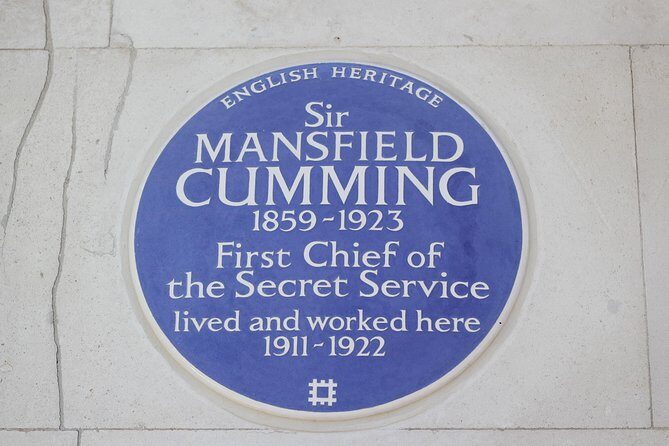 ENGLISH HERITAGE
Sir
MANSFIELD
CUMMING
1859-1923
First Chief of
the Secret Service
lived and worked here
1911-1922